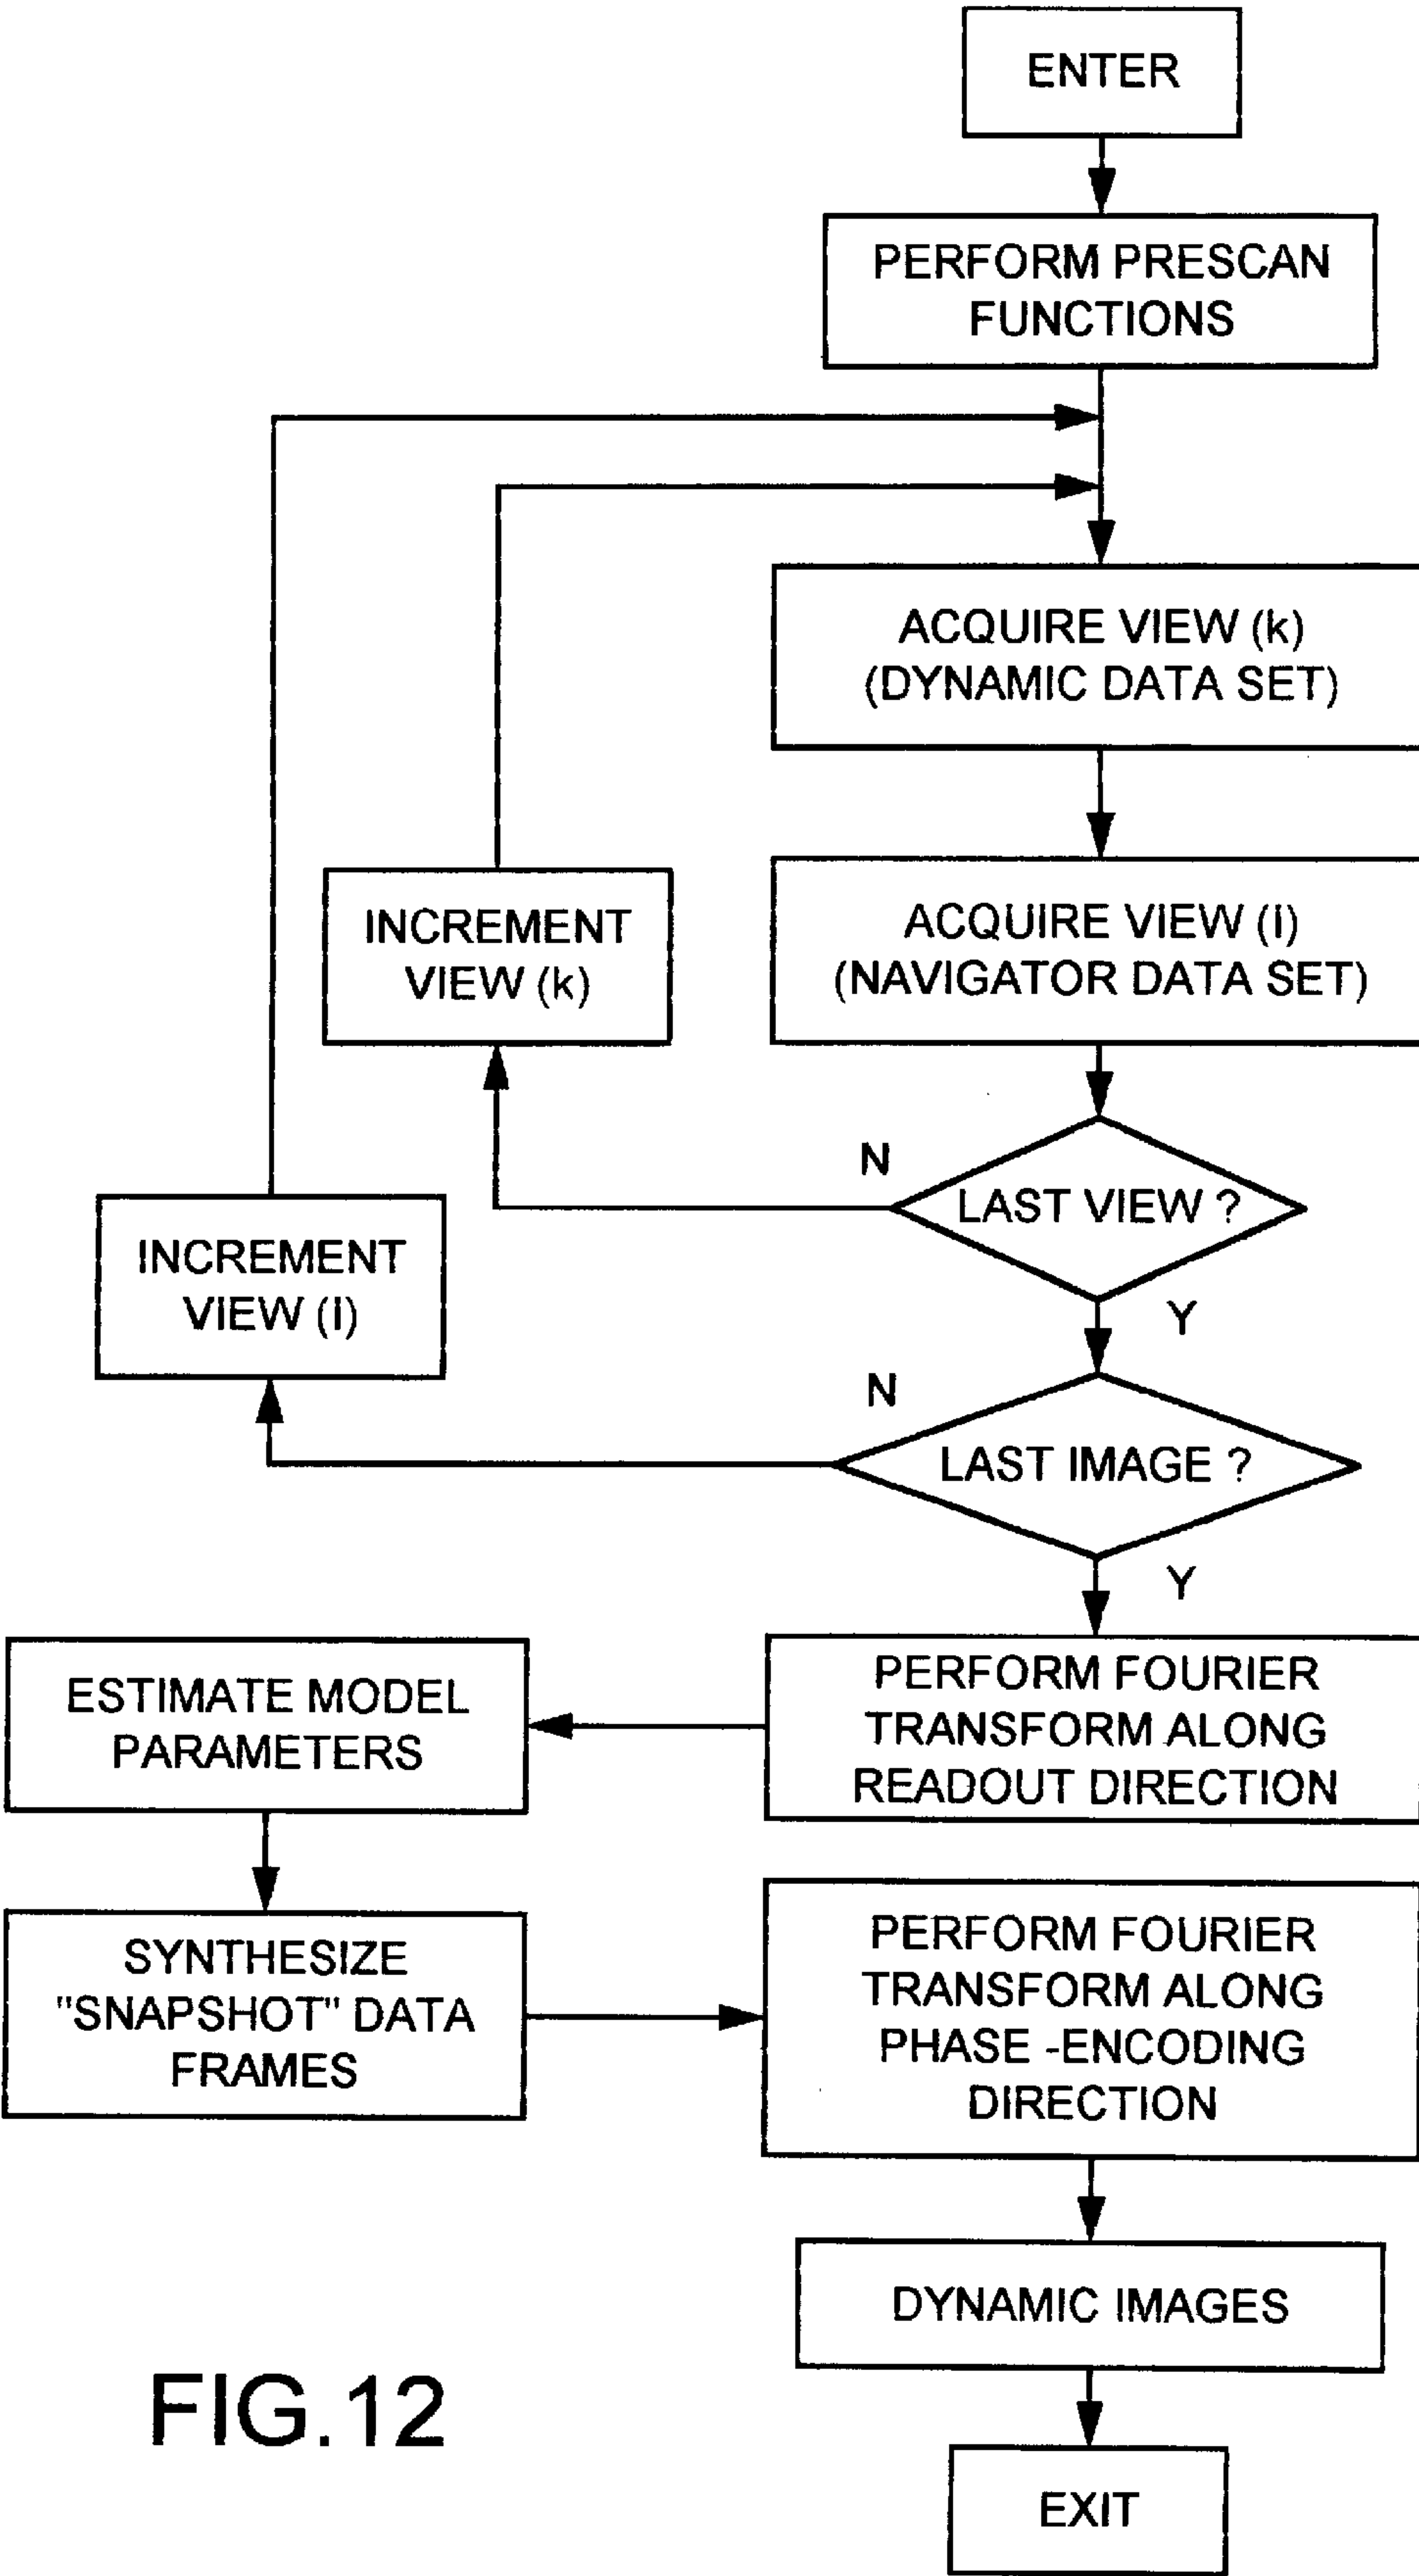 ENTER
PERFORM PRESCAN
FUNCTIONS
ACQUIRE VIEW (k)
(DYNAMIC DATA SET)
ACQUIRE VIEW (l)
(NAVIGATOR DATA SET)
INCREMENT
VIEW (k)
N
LAST VIEW ?
Y
INCREMENT
VIEW (l)
N
LAST IMAGE ?
Y
PERFORM FOURIER
TRANSFORM ALONG
READOUT DIRECTION
ESTIMATE MODEL
PARAMETERS
SYNTHESIZE
"SNAPSHOT" DATA
FRAMES
PERFORM FOURIER
TRANSFORM ALONG
PHASE -ENCODING
DIRECTION
DYNAMIC IMAGES
EXIT
FIG.12